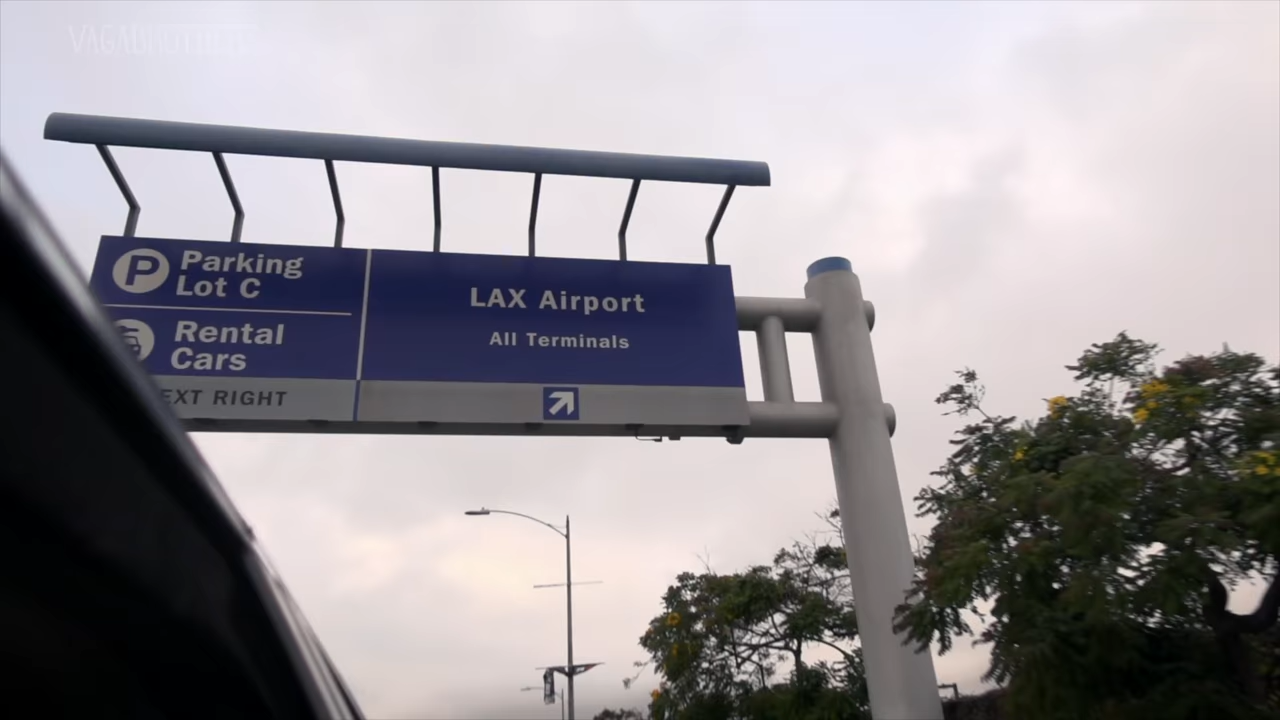 P
Parking
Lot C
Rental
Cars
EXT RIGHT
LAX Airport
All Terminals